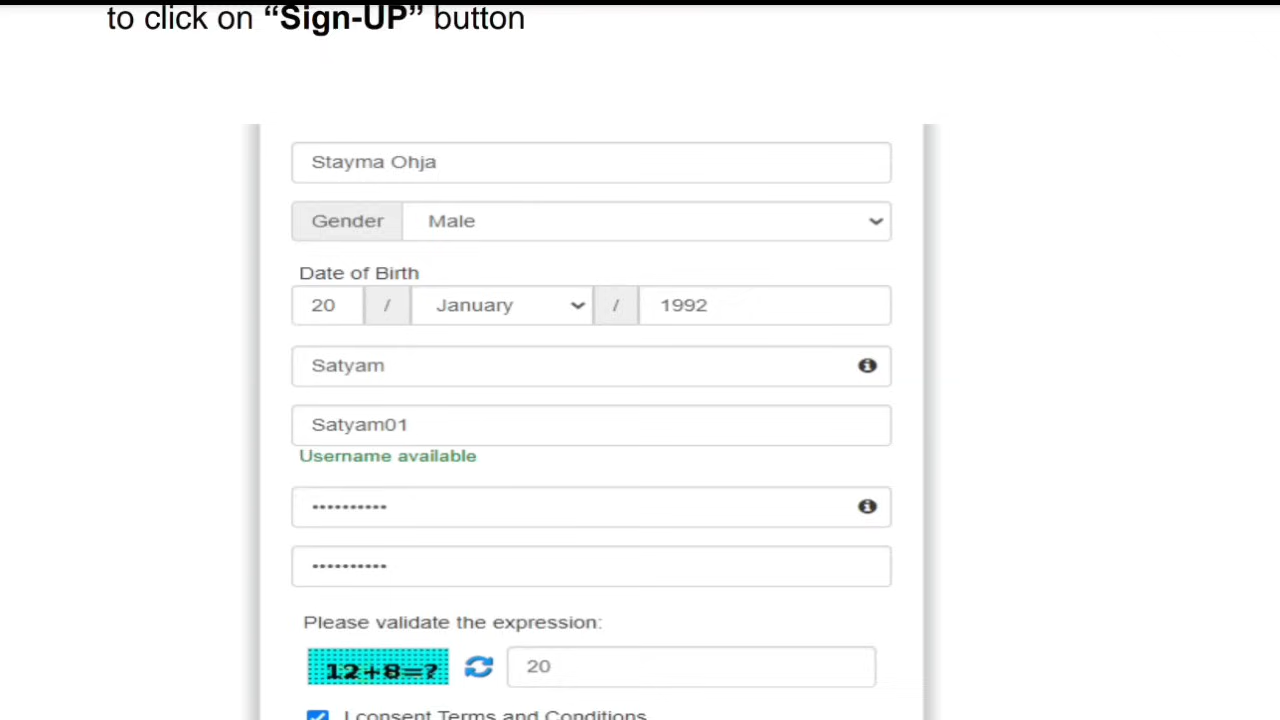 to click on “Sign-UP” button
Stayma Ohja
Gender Male
Date of Birth
20 / January / 1992
Satyam
Satyam01
Username available
••••••••••
••••••••••
Please validate the expression:
12+8=? 20
I consent Terms and Conditions